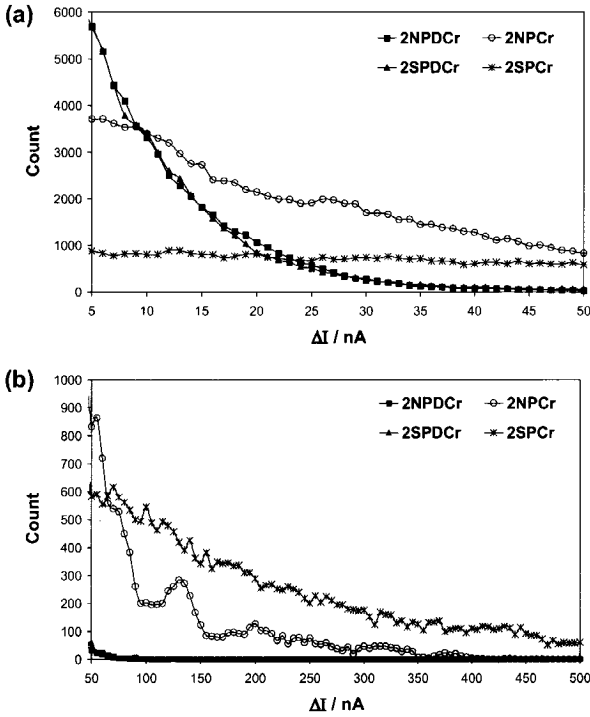 (a)
6000
5000
4000
3000
2000
1000
0
Count
2NPDCr 2NPCr
2SPDCr 2SPCr
5 10 15 20 25 30 35 40 45 50
ΔI / nA
(b)
1000
900
800
700
600
500
400
300
200
100
0
Count
2NPDCr 2NPCr
2SPDCr 2SPCr
50 100 150 200 250 300 350 400 450 500
ΔI / nA